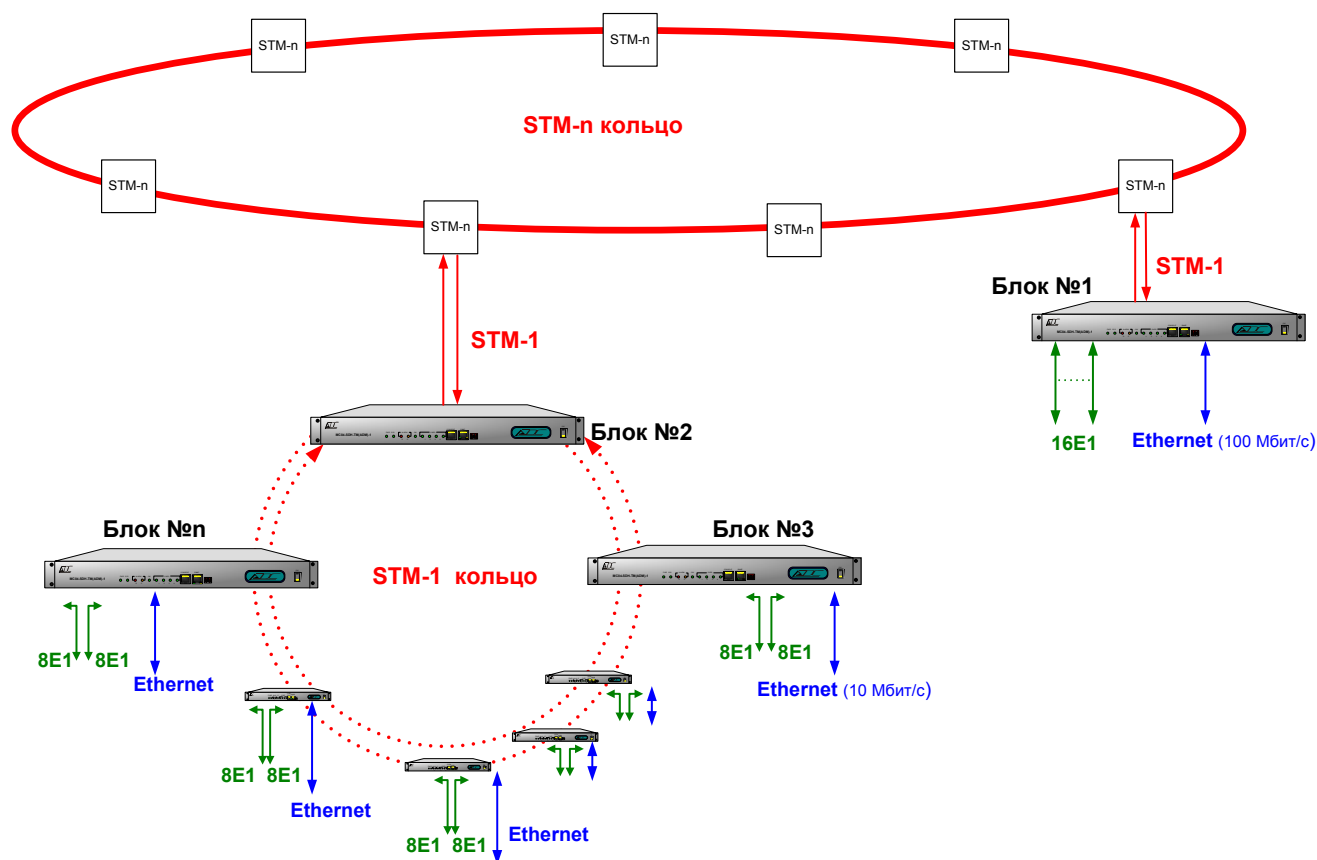 STM-n
STM-n
STM-n
STM-n кольцо
STM-n
STM-n
STM-n
STM-n
STM-1
Блок №1
STM-1
Блок №2
16E1
Ethernet (100 Мбит/с)
Блок №n
Блок №3
STM-1 кольцо
8E1 8E1
8E1 8E1
Ethernet
Ethernet (10 Мбит/с)
8E1 8E1
Ethernet
8E1 8E1
Ethernet